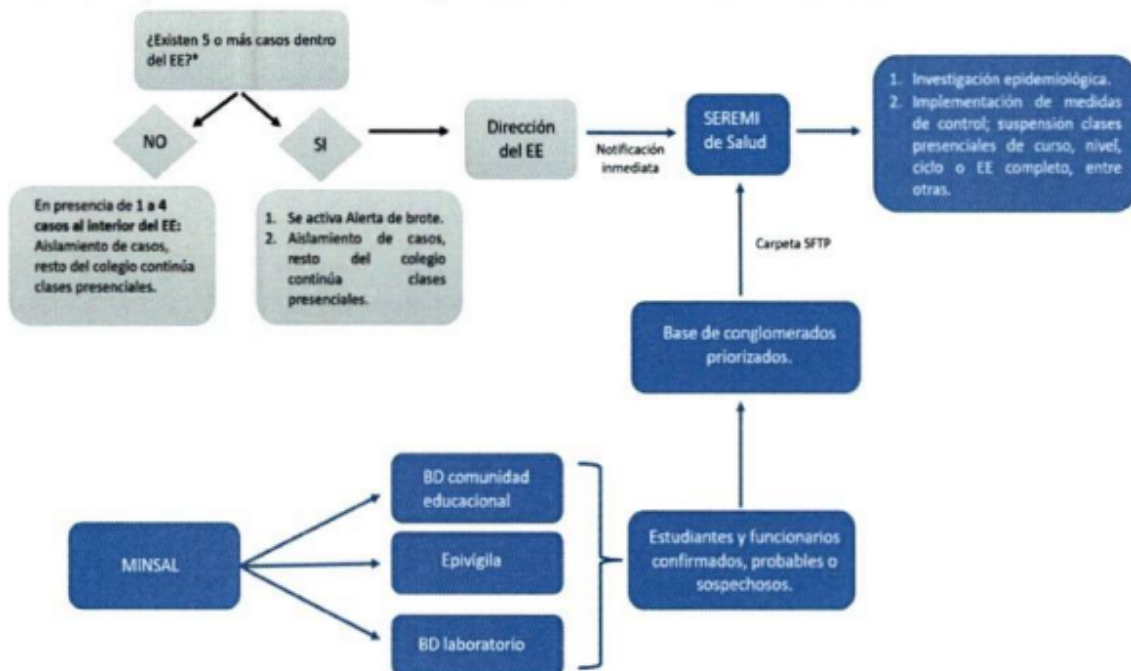 ¿Existen 5 o más casos dentro
del EE?*
NO
SI
Dirección
del EE
Notificación
inmediata
SEREMI
de Salud
1. Investigación epidemiológica.
2. Implementación de medidas
de control; suspensión clases
presenciales de curso, nivel,
ciclo o EE completo, entre
otras.
En presencia de 1 a 4
casos al interior del EE:
Aislamiento de casos,
resto del colegio continúa
clases presenciales.
1. Se activa Alerta de brote.
2. Aislamiento de casos,
resto del colegio
continúa clases
presenciales.
Carpeta SFTP
Base de conglomerados
priorizados.
MINSAL
BD comunidad
educacional
Epivigila
BD laboratorio
Estudiantes y funcionarios
confirmados, probables o
sospechosos.